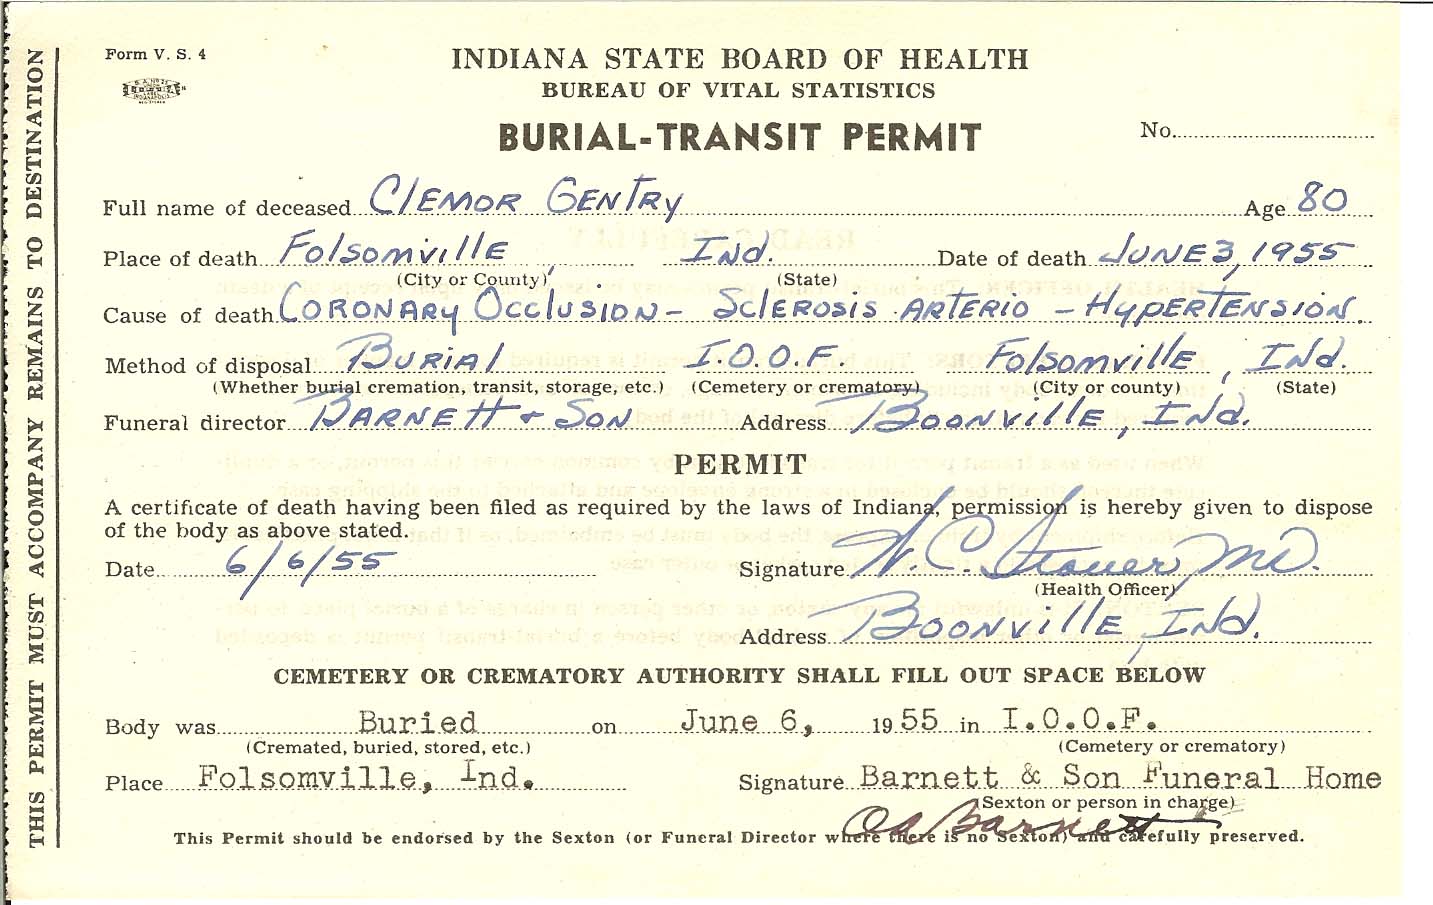 Form V. S. 4
INDIANA STATE BOARD OF HEALTH
BUREAU OF VITAL STATISTICS
BURIAL-TRANSIT PERMIT
No.
THIS PERMIT MUST ACCOMPANY REMAINS TO DESTINATION
Full name of deceased Clemor Gentry Age 80
Place of death Folsomville Ind. Date of death June 3, 1955
(City or County) (State)
Cause of death Coronary Occlusion - Sclerosis Arterio - Hypertension.
Method of disposal Burial I.O.O.F Folsomville, Ind.
(Whether burial cremation, transit, storage, etc.) (Cemetery or crematory) (City or county) (State)
Funeral director Barnett & Son Address Boonville, Ind.
PERMIT
A certificate of death having been filed as required by the laws of Indiana, permission is hereby given to dispose
of the body as above stated.
Date 6/6/55 Signature W. C. Stover, MD.
(Health Officer)
Address Boonville, Ind.
CEMETERY OR CREMATORY AUTHORITY SHALL FILL OUT SPACE BELOW
Body was Buried on June 6, 1955 in I.O.O.F.
(Cremated, buried, stored, etc.) (Cemetery or crematory)
Place Folsomville, Ind. Signature Barnett & Son Funeral Home
(Sexton or person in charge)
Barnett
This Permit should be endorsed by the Sexton (or Funeral Director where there is no Sexton) and carefully preserved.